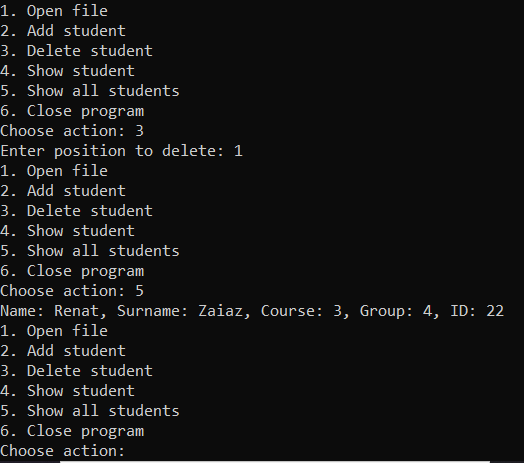 1. Open file
2. Add student
3. Delete student
4. Show student
5. Show all students
6. Close program
Choose action: 3
Enter position to delete: 1
1. Open file
2. Add student
3. Delete student
4. Show student
5. Show all students
6. Close program
Choose action: 5
Name: Renat, Surname: Zaiaz, Course: 3, Group: 4, ID: 22
1. Open file
2. Add student
3. Delete student
4. Show student
5. Show all students
6. Close program
Choose action: